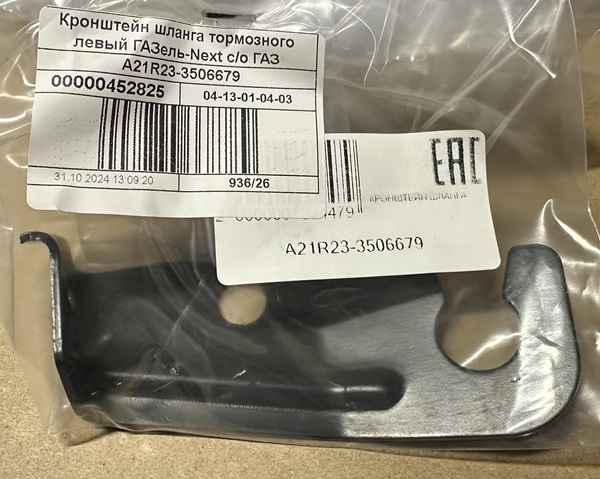 Кронштейн шланга тормозного
левый ГАЗель-Next с/о ГАЗ
A21R23-3506679
00000452825
04-13-01-04-03
31.10.2024 13:09:20
936/26
EAC
КРОНШТЕЙН ШЛАНГА
479
A21R23-3506679